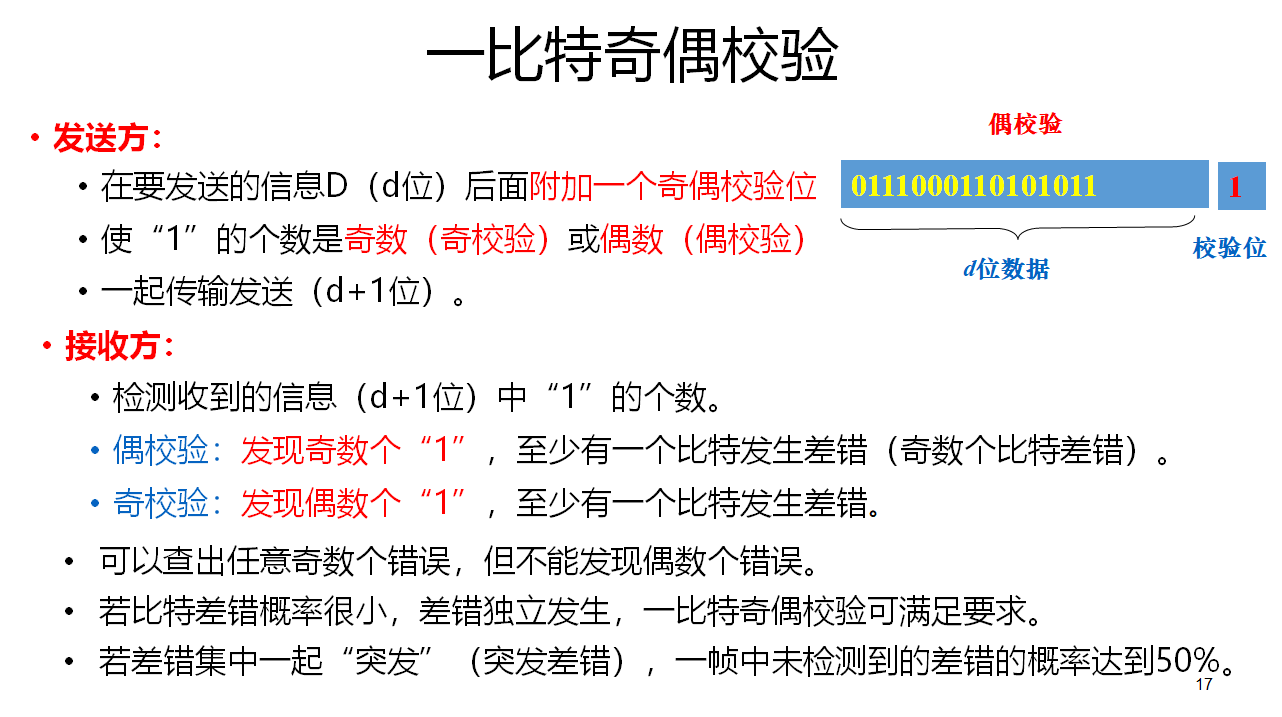 一比特奇偶校验
• 发送方：
• 在要发送的信息D（d位）后面附加一个奇偶校验位
• 使“1”的个数是奇数（奇校验）或偶数（偶校验）
• 一起传输发送（d+1位）。
偶校验
0111000110101011 1
d位数据
校验位
• 接收方：
• 检测收到的信息（d+1位）中“1”的个数。
• 偶校验：发现奇数个“1”，至少有一个比特发生差错（奇数个比特差错）。
• 奇校验：发现偶数个“1”，至少有一个比特发生差错。
• 可以查出任意奇数个错误，但不能发现偶数个错误。
• 若比特差错概率很小，差错独立发生，一比特奇偶校验可满足要求。
• 若差错集中一起“突发”（突发差错），一帧中未检测到的差错的概率达到50%。
17